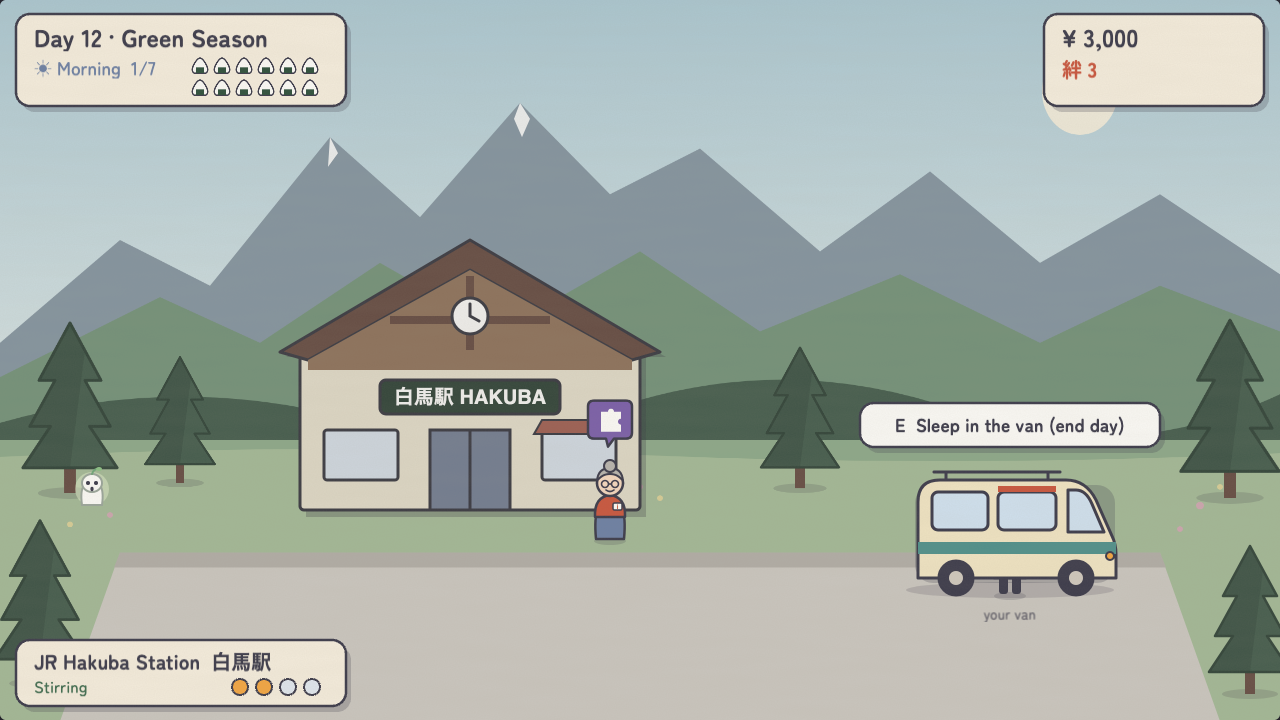 Day 12 · Green Season
Morning 1/7
¥ 3,000
絆 3
白馬駅 HAKUBA
E Sleep in the van (end day)
your van
JR Hakuba Station 白馬駅
Stirring